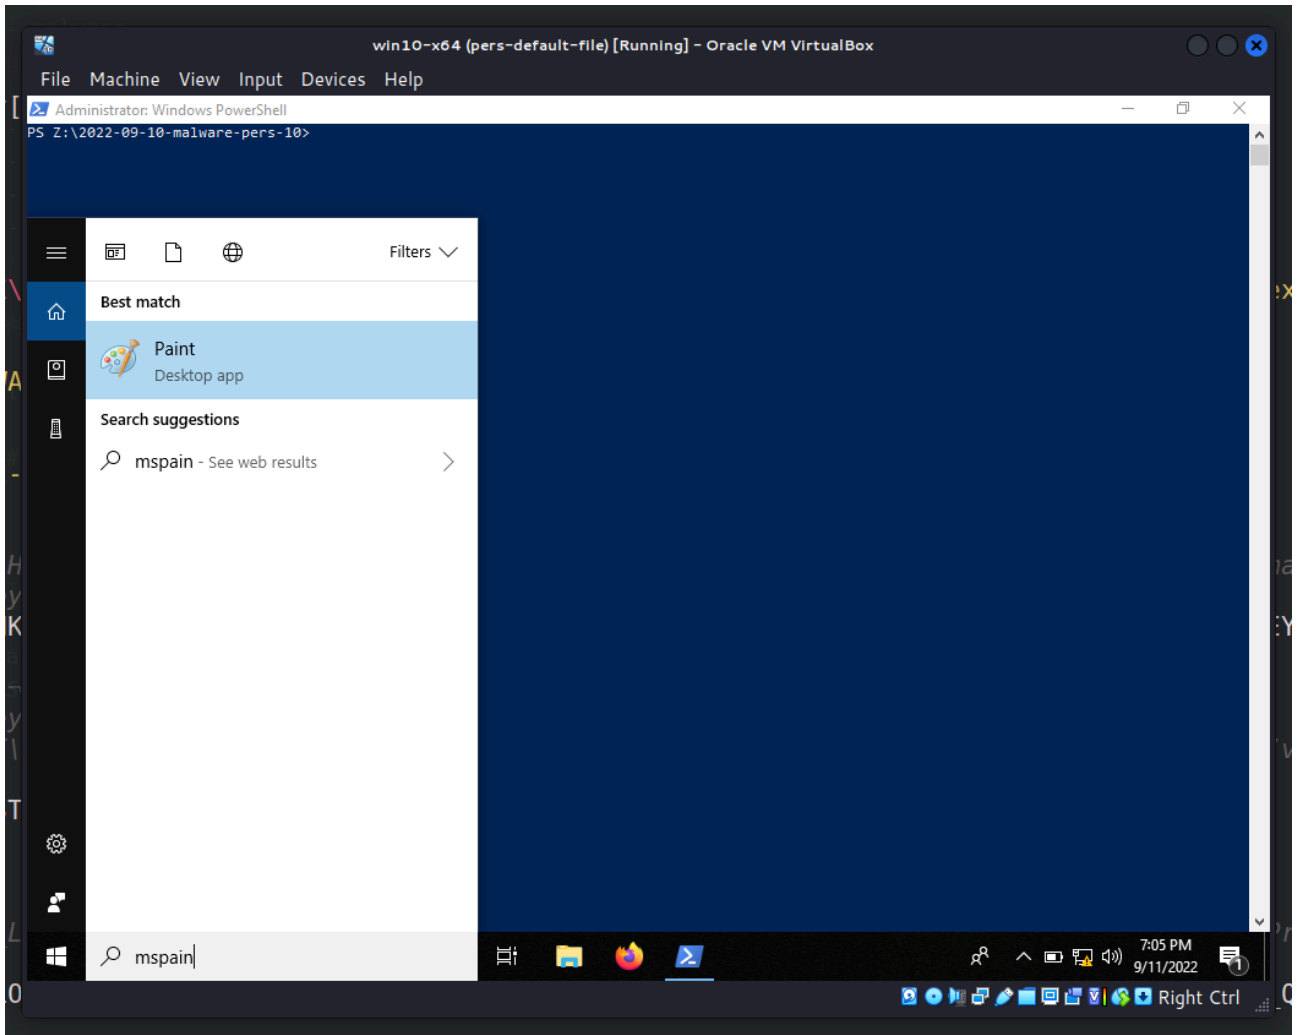 win10-x64 (pers-default-file) [Running] - Oracle VM VirtualBox
File Machine View Input Devices Help
Administrator: Windows PowerShell
PS Z:\2022-09-10-malware-pers-10>
Filters
Best match
Paint
Desktop app
Search suggestions
mspain - See web results
mspain
7:05 PM
9/11/2022
1
Right Ctrl